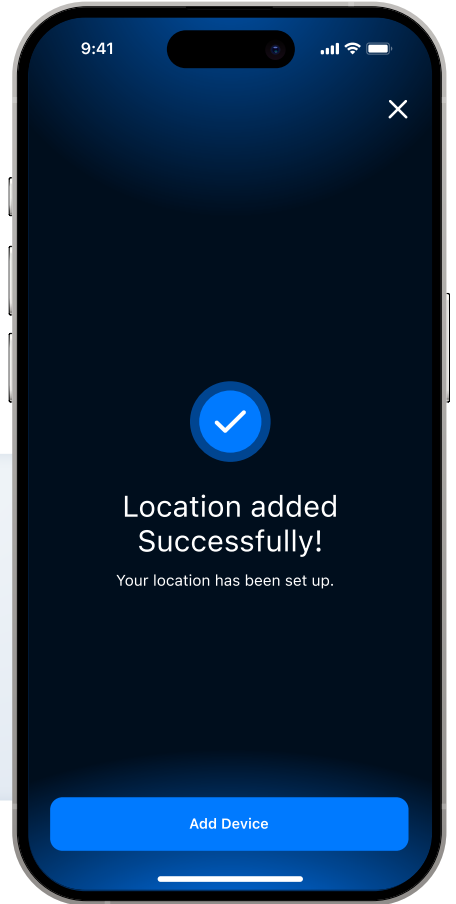 9:41
Location added
Successfully!
Your location has been set up.
Add Device